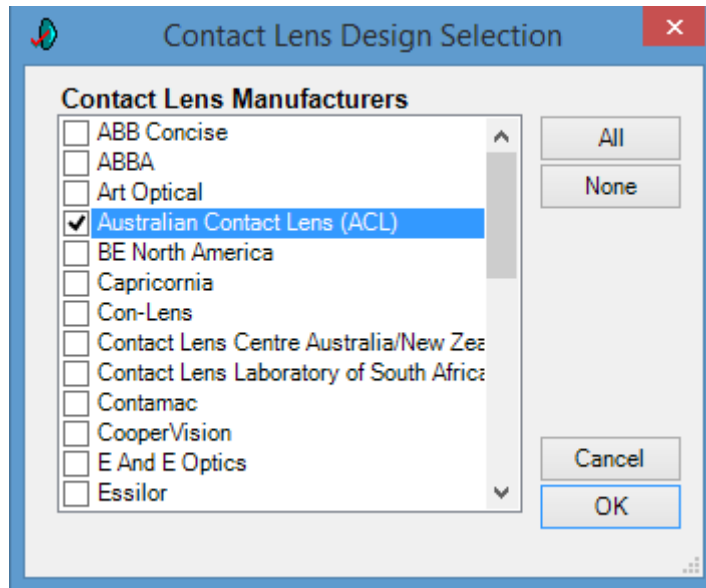 Contact Lens Design Selection
Contact Lens Manufacturers
ABB Concise
ABBA
Art Optical
Australian Contact Lens (ACL)
BE North America
Capricornia
Con-Lens
Contact Lens Centre Australia/New Zea
Contact Lens Laboratory of South Africa
Contamac
CooperVision
E And E Optics
Essilor
All
None
Cancel
OK